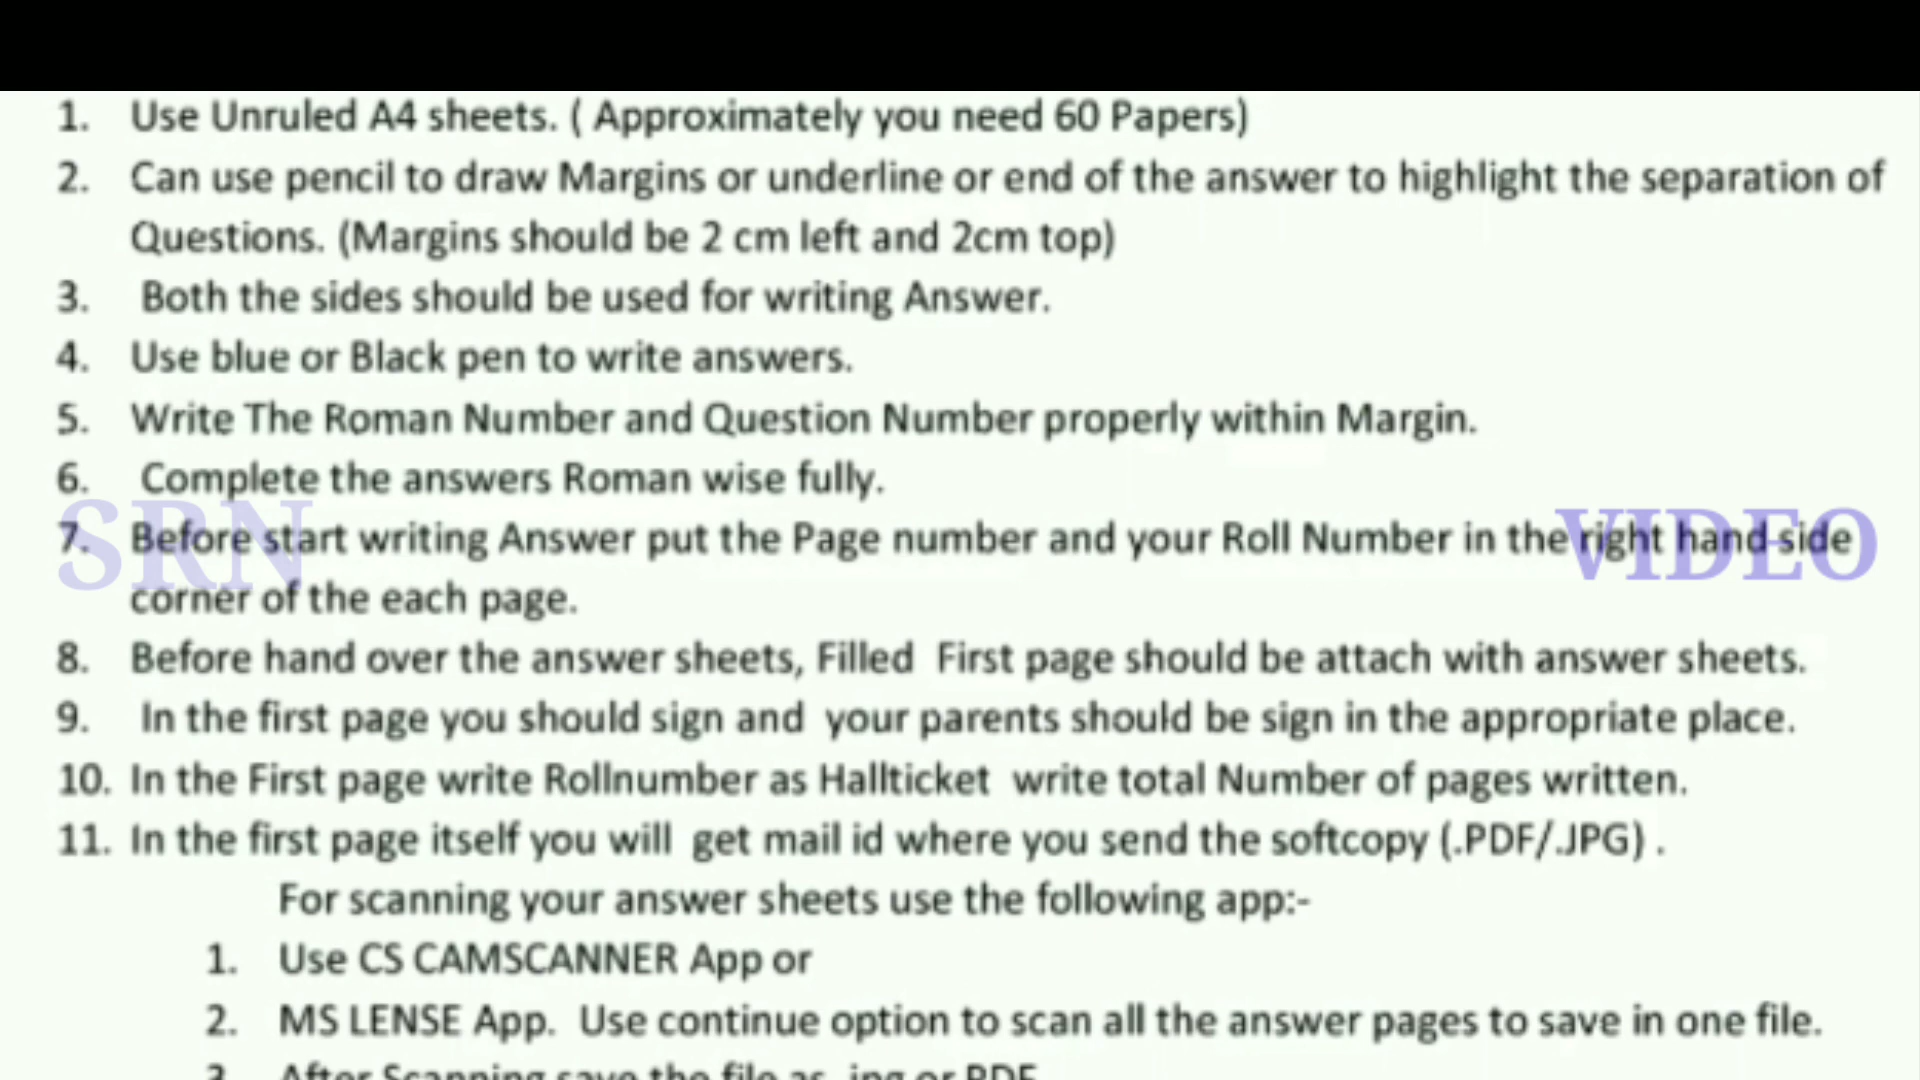 1. Use Unruled A4 sheets. ( Approximately you need 60 Papers)
2. Can use pencil to draw Margins or underline or end of the answer to highlight the separation of
Questions. (Margins should be 2 cm left and 2cm top)
3. Both the sides should be used for writing Answer.
4. Use blue or Black pen to write answers.
5. Write The Roman Number and Question Number properly within Margin.
6. Complete the answers Roman wise fully.
SRN VIDEO
7. Before start writing Answer put the Page number and your Roll Number in the right hand side
corner of the each page.
8. Before hand over the answer sheets, Filled First page should be attach with answer sheets.
9. In the first page you should sign and your parents should be sign in the appropriate place.
10. In the First page write Rollnumber as Hallticket write total Number of pages written.
11. In the first page itself you will get mail id where you send the softcopy (.PDF/.JPG) .
For scanning your answer sheets use the following app:-
1. Use CS CAMSCANNER App or
2. MS LENSE App. Use continue option to scan all the answer pages to save in one file.
3. After Scanning save the file as .jpg or PDF